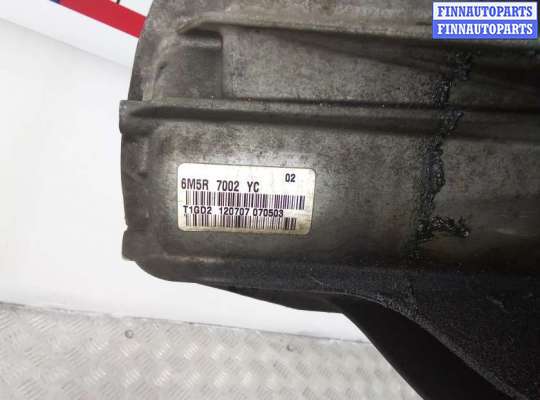 FINNAUTOPARTS
FINNAUTOPARTS
02
6M5R 7002 YC
T1GD2 120707 070503